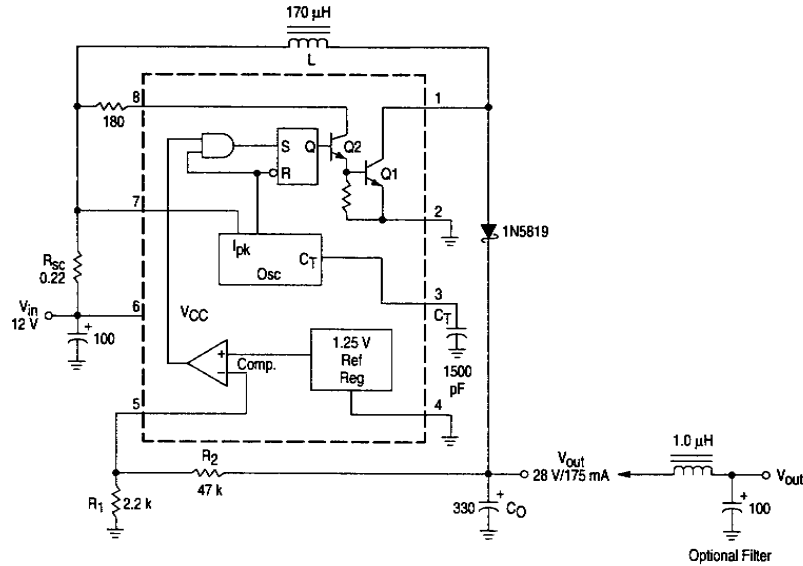 170 μH
L
8
1
180
S
Q
Q2
R
Q1
7
2
Ipk
Osc
CT
1N5819
Rsc
0.22
3
Vin
12 V
6
VCC
CT
100
1.25 V
Ref
Reg
1500
pF
Comp.
5
4
R2
47 k
Vout
28 V/175 mA
1.0 μH
Vout
R1
2.2 k
330
CO
100
Optional Filter